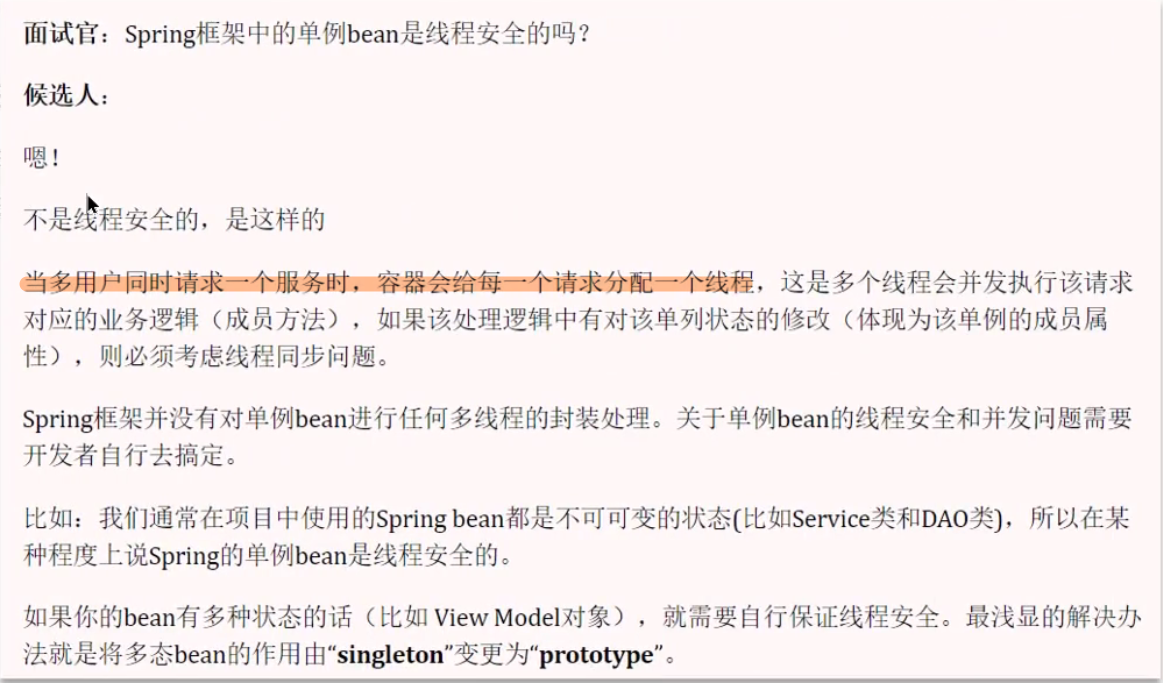 面试官：Spring框架中的单例bean是线程安全的吗？
候选人：
嗯！
不是线程安全的，是这样的
当多用户同时请求一个服务时，容器会给每一个请求分配一个线程，这是多个线程会并发执行该请求
对应的业务逻辑（成员方法），如果该处理逻辑中有对该单列状态的修改（体现为该单例的成员属
性），则必须考虑线程同步问题。
Spring框架并没有对单例bean进行任何多线程的封装处理。关于单例bean的线程安全和并发问题需要
开发者自行去搞定。
比如：我们通常在项目中使用的Spring bean都是不可可变的状态(比如Service类和DAO类)，所以在某
种程度上说Spring的单例bean是线程安全的。
如果你的bean有多种状态的话（比如 View Model对象），就需要自行保证线程安全。最浅显的解决办
法就是将多态bean的作用由“singleton”变更为“prototype”。